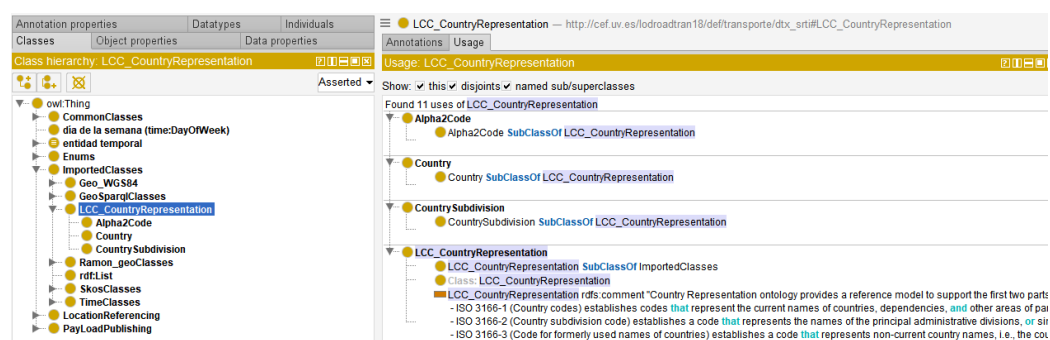 Annotation properties Datatypes Individuals
Classes Object properties Data properties
Class hierarchy: LCC_CountryRepresentation
Asserted
owl:Thing
CommonClasses
dia de la semana (time:DayOfWeek)
entidad temporal
Enums
ImportedClasses
Geo_WGS84
GeoSparqlClasses
LCC_CountryRepresentation
Alpha2Code
Country
CountrySubdivision
Ramon_geoClasses
rdf:List
SkosClasses
TimeClasses
LocationReferencing
PayLoadPublishing
LCC_CountryRepresentation — http://cef.uv.es/lodroadtran18/def/transporte/dtx_srti#LCC_CountryRepresentation
Annotations Usage
Usage: LCC_CountryRepresentation
Show: this disjoints named sub/superclasses
Found 11 uses of LCC_CountryRepresentation
Alpha2Code
Alpha2Code SubClassOf LCC_CountryRepresentation
Country
Country SubClassOf LCC_CountryRepresentation
CountrySubdivision
CountrySubdivision SubClassOf LCC_CountryRepresentation
LCC_CountryRepresentation
LCC_CountryRepresentation SubClassOf ImportedClasses
Class: LCC_CountryRepresentation
LCC_CountryRepresentation rdfs:comment "Country Representation ontology provides a reference model to support the first two parts
- ISO 3166-1 (Country codes) establishes codes that represent the current names of countries, dependencies, and other areas of pa
- ISO 3166-2 (Country subdivision code) establishes a code that represents the names of the principal administrative divisions, or si
- ISO 3166-3 (Code for formerly used names of countries) establishes a code that represents non-current country names, i.e., the cou